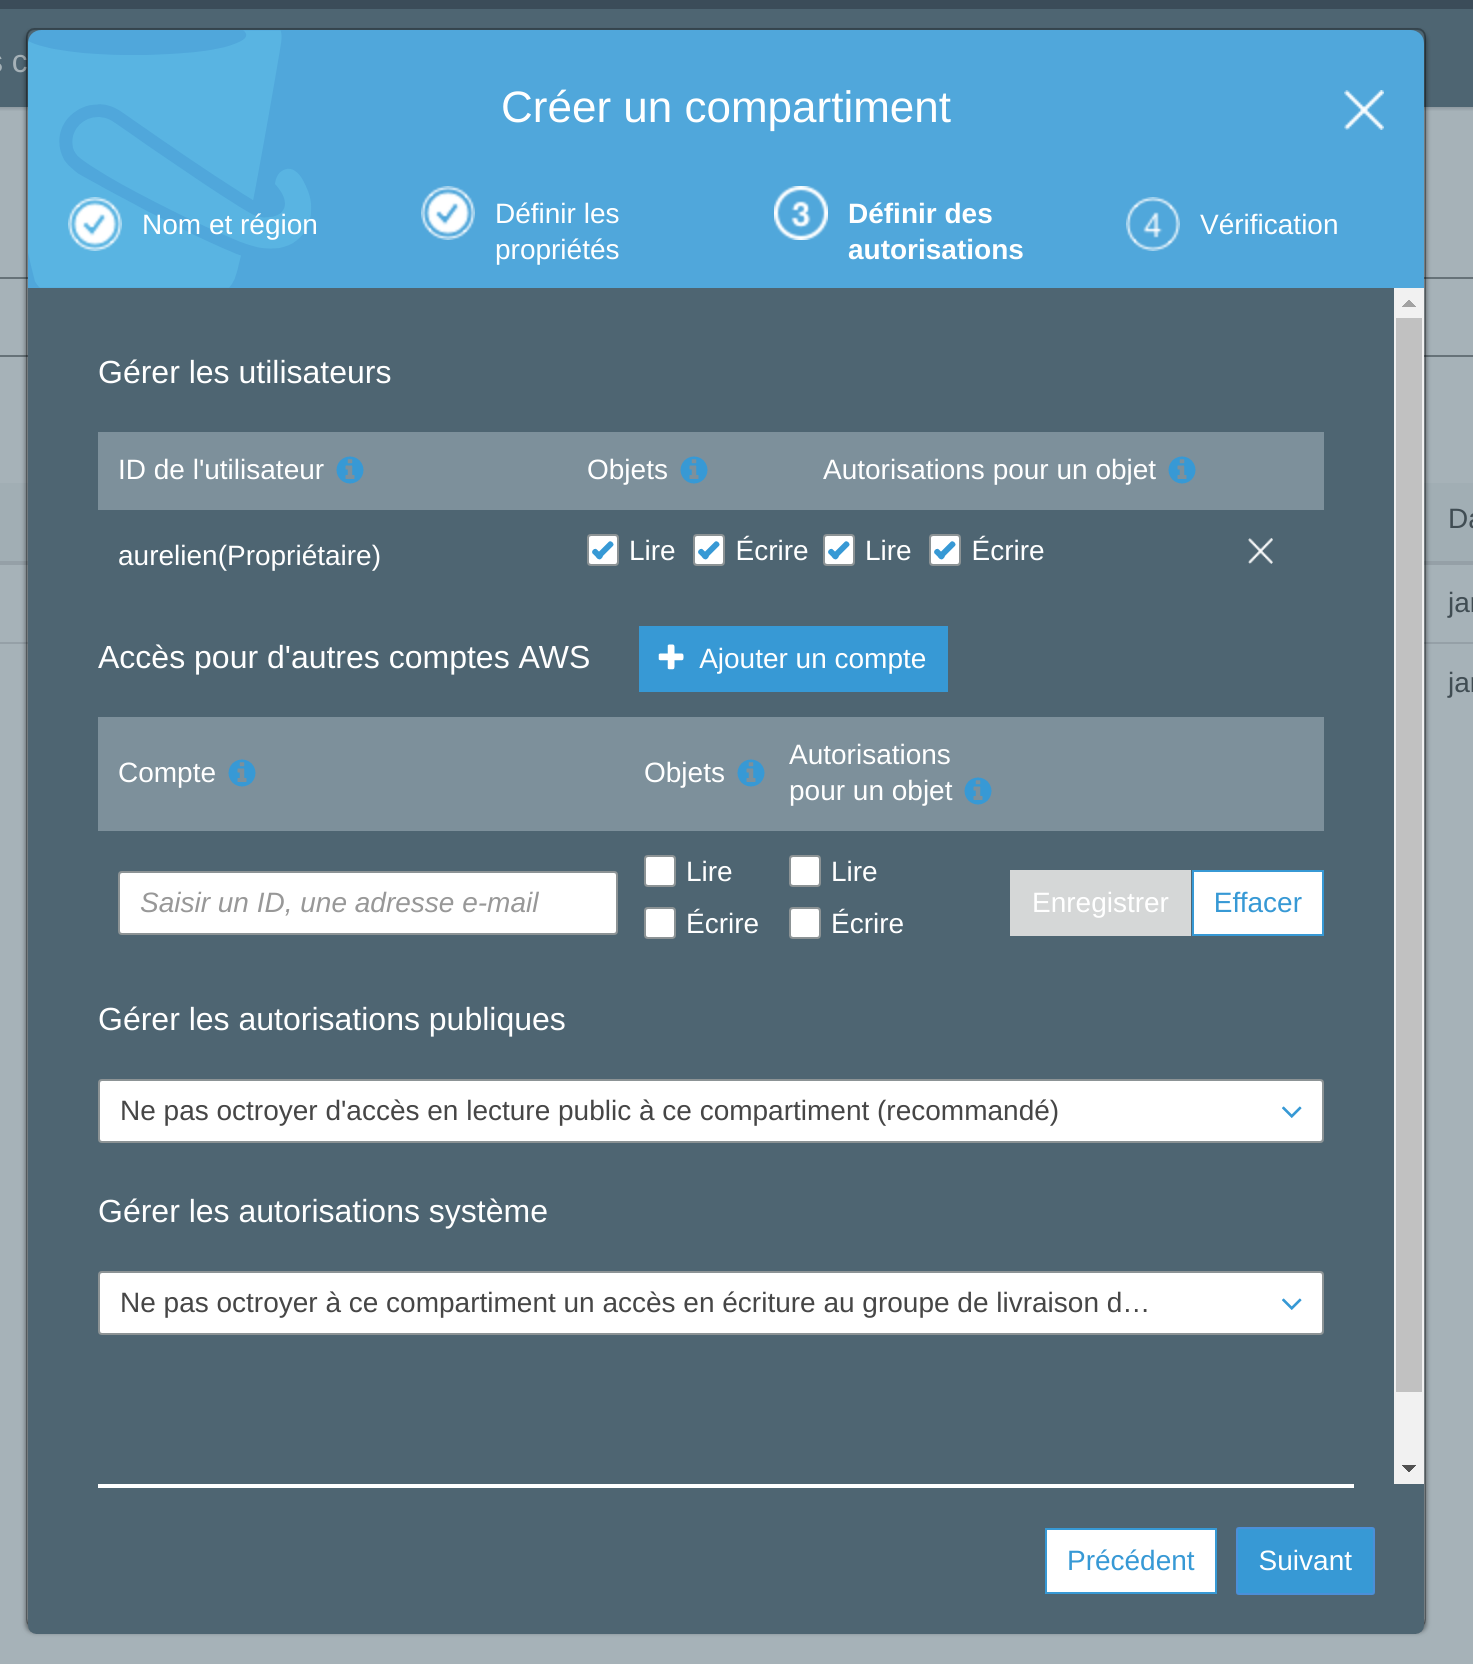 Créer un compartiment
Nom et région
Définir les
propriétés
3
Définir des
autorisations
4
Vérification
Gérer les utilisateurs
ID de l'utilisateur
Objets
Autorisations pour un objet
aurelien(Propriétaire)
Lire
Écrire
Lire
Écrire
Accès pour d'autres comptes AWS
Ajouter un compte
Compte
Objets
Autorisations
pour un objet
Saisir un ID, une adresse e-mail
Lire
Écrire
Lire
Écrire
Enregistrer
Effacer
Gérer les autorisations publiques
Ne pas octroyer d'accès en lecture public à ce compartiment (recommandé)
Gérer les autorisations système
Ne pas octroyer à ce compartiment un accès en écriture au groupe de livraison d…
Précédent
Suivant